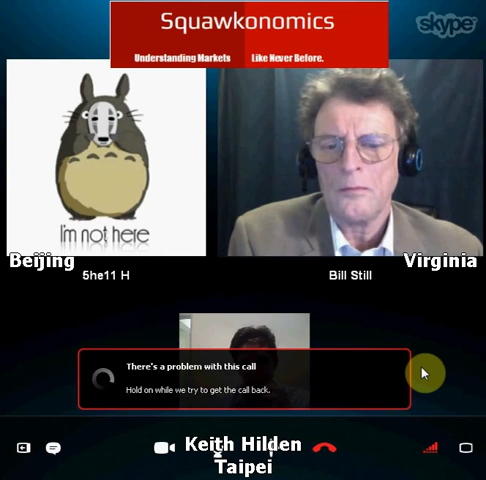 Squawkonomics
Understanding Markets Like Never Before.
skype
I'm not here
Beijing
Virginia
5he11 H
Bill Still
There's a problem with this call
Hold on while we try to get the call back.
Keith Hilden
Taipei